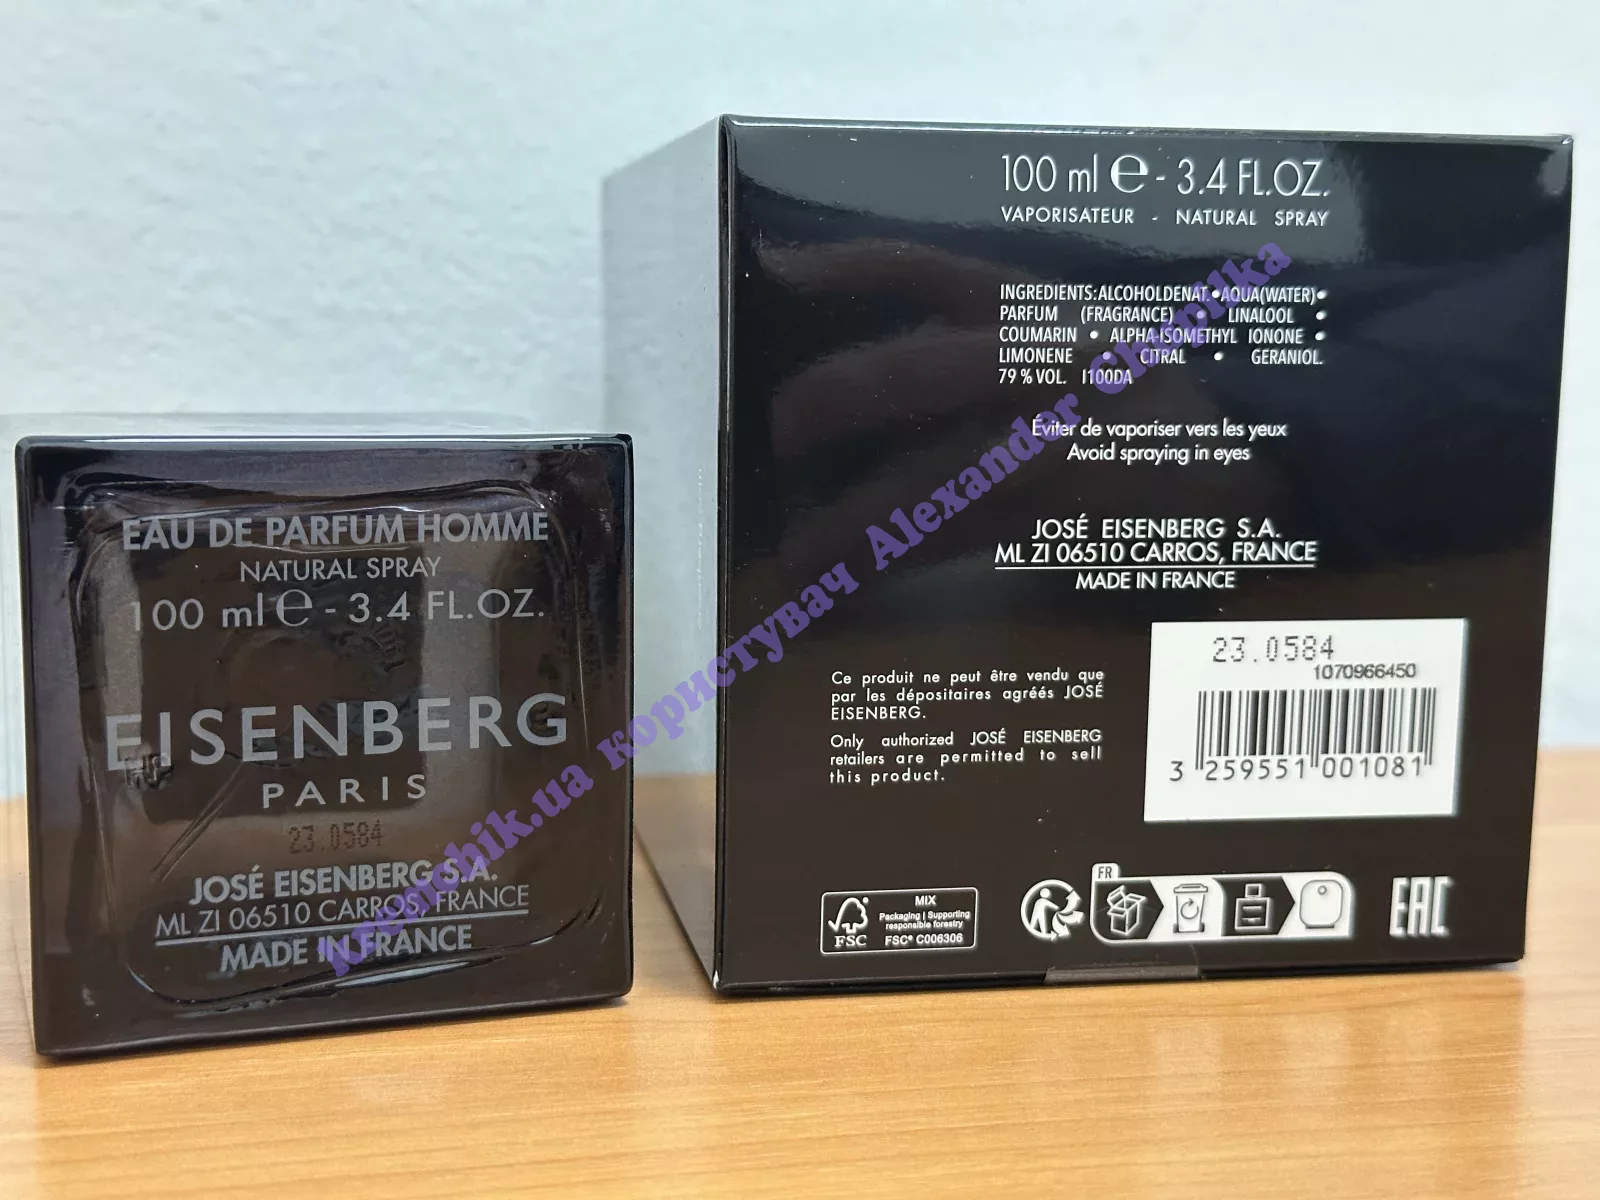 EAU DE PARFUM HOMME
NATURAL SPRAY
100 ml ℮ - 3.4 FL.OZ.
EISENBERG
PARIS
23.0584
JOSÉ EISENBERG S.A.
ML ZI 06510 CARROS, FRANCE
MADE IN FRANCE
100 ml ℮ - 3.4 FL.OZ.
VAPORISATEUR - NATURAL SPRAY
INGREDIENTS:ALCOHOLDENAT.•AQUA(WATER)•
PARFUM (FRAGRANCE) • LINALOOL •
COUMARIN • ALPHA-ISOMETHYL IONONE •
LIMONENE • CITRAL • GERANIOL.
79 % VOL. I100DA
Éviter de vaporiser vers les yeux
Avoid spraying in eyes
JOSÉ EISENBERG S.A.
ML ZI 06510 CARROS, FRANCE
MADE IN FRANCE
Ce produit ne peut être vendu que
par les dépositaires agréés JOSÉ
EISENBERG.
Only authorized JOSÉ EISENBERG
retailers are permitted to sell
this product.
23.0584
1070966450
3 259551 001081
FSC
MIX
Packaging | Supporting
responsible forestry
FSC® C006306
FR
EAC
kremchik.ua користувач Alexander Chupilka